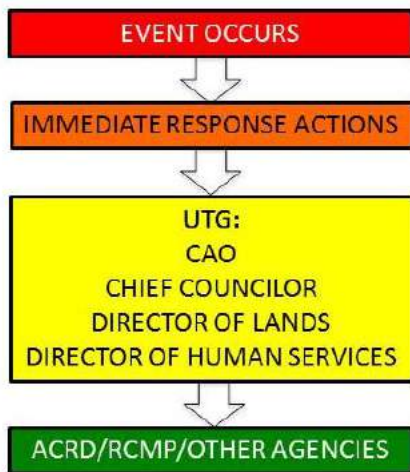 EVENT OCCURS
IMMEDIATE RESPONSE ACTIONS
UTG:
CAO
CHIEF COUNCILOR
DIRECTOR OF LANDS
DIRECTOR OF HUMAN SERVICES
ACRD/RCMP/OTHER AGENCIES